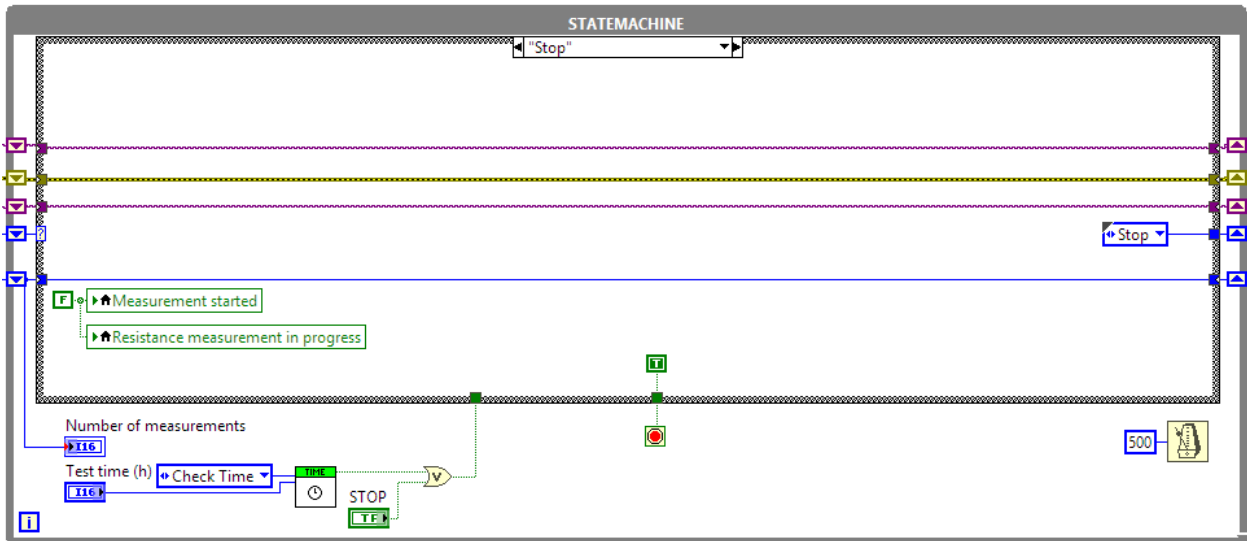 STATEMACHINE
"Stop"
?
Stop
F
Measurement started
Resistance measurement in progress
T
Number of measurements
I16
500
Test time (h)
Check Time
TIME
I16
V
STOP
TF
i